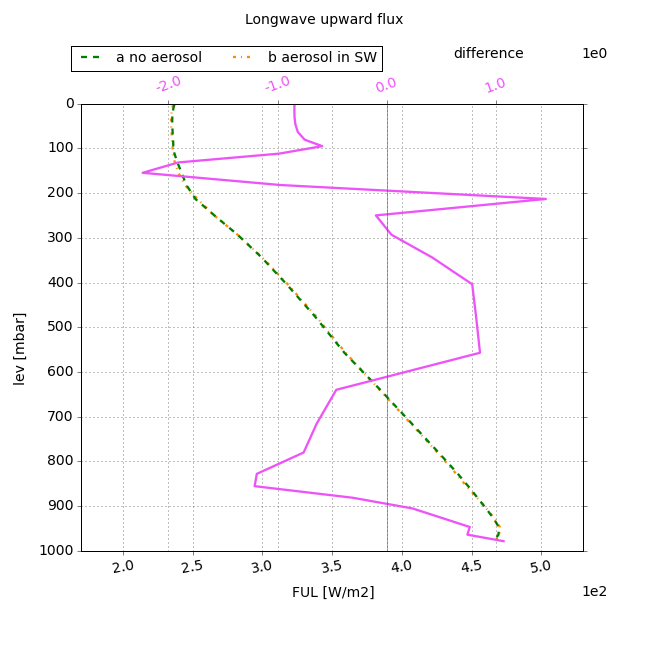 Longwave upward flux
a no aerosol b aerosol in SW difference 1e0
-2.0 -1.0 0.0 1.0
0
100
200
300
400
500
600
700
800
900
1000
lev [mbar]
2.0 2.5 3.0 3.5 4.0 4.5 5.0
FUL [W/m2] 1e2